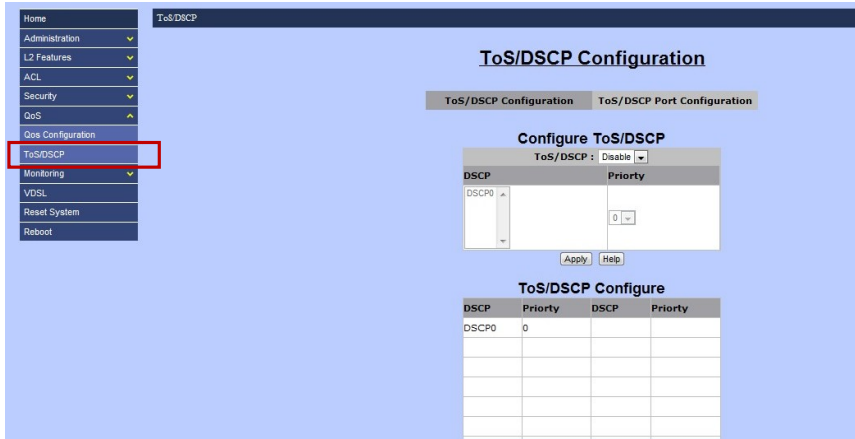 Home
Administration
L2 Features
ACL
Security
QoS
Qos Configuration
ToS/DSCP
Monitoring
VDSL
Reset System
Reboot
ToS/DSCP
ToS/DSCP Configuration
ToS/DSCP Configuration ToS/DSCP Port Configuration
Configure ToS/DSCP
ToS/DSCP : Disable
DSCP Priorty
DSCP0 0
Apply Help
ToS/DSCP Configure
DSCP Priorty DSCP Priorty
DSCP0 0